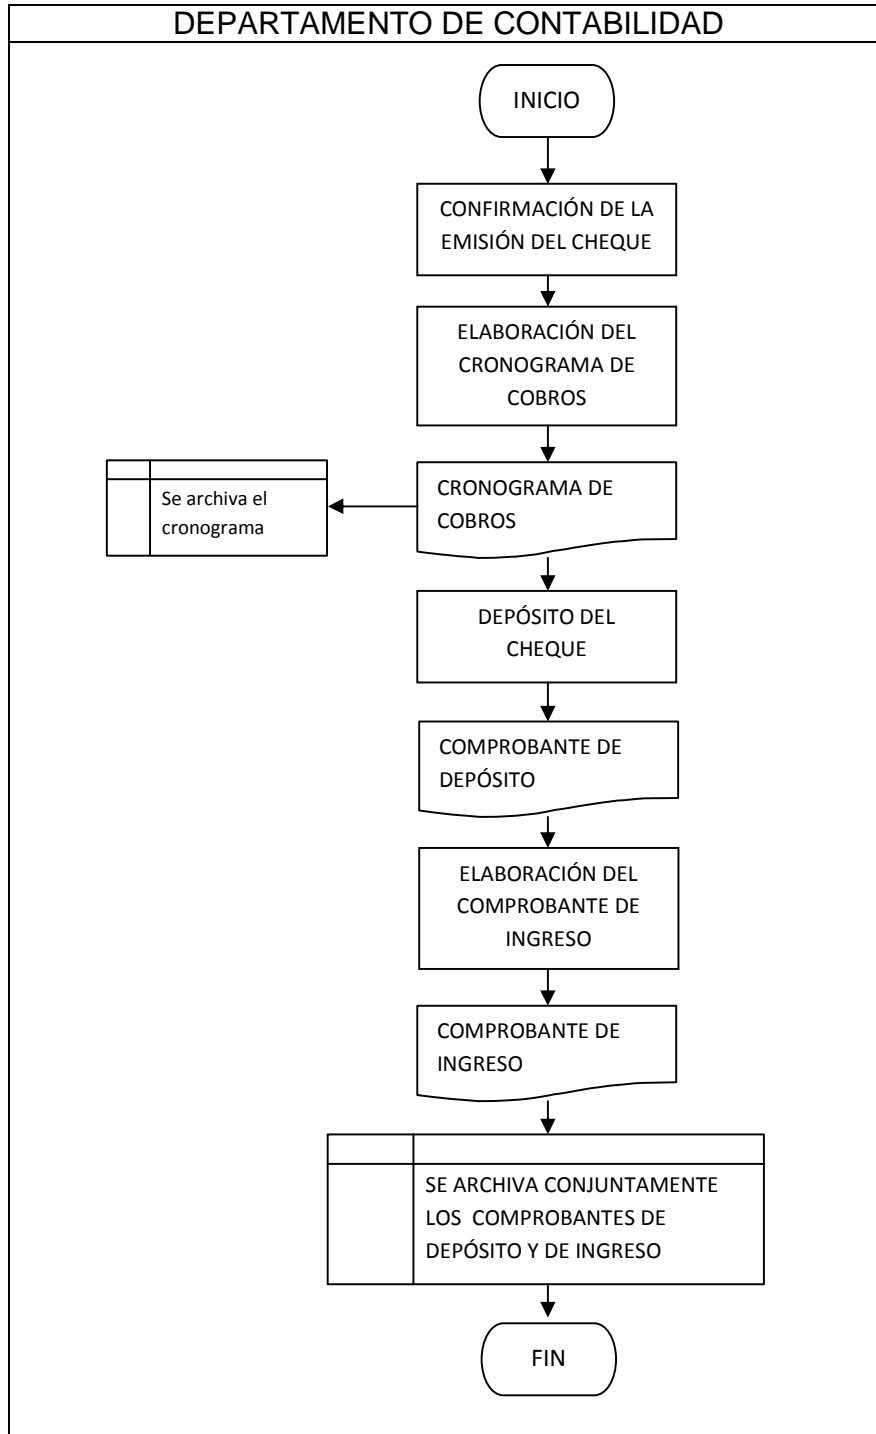 DEPARTAMENTO DE CONTABILIDAD
INICIO
CONFIRMACIÓN DE LA
EMISIÓN DEL CHEQUE
ELABORACIÓN DEL
CRONOGRAMA DE
COBROS
CRONOGRAMA DE
COBROS
Se archiva el
cronograma
DEPÓSITO DEL
CHEQUE
COMPROBANTE DE
DEPÓSITO
ELABORACIÓN DEL
COMPROBANTE DE
INGRESO
COMPROBANTE DE
INGRESO
SE ARCHIVA CONJUNTAMENTE
LOS COMPROBANTES DE
DEPÓSITO Y DE INGRESO
FIN